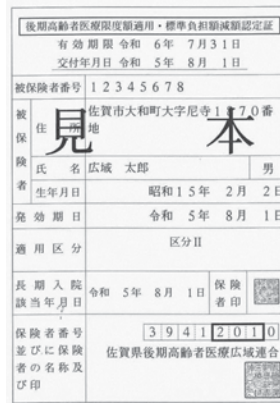 後期高齢者医療限度額適用・標準負担額減額認定証
有効期限 令和 6年 7月31日
交付年月日 令和 5年 8月 1日
被保険者番号 12345678
被保険者
住所 佐賀市大和町大字尼寺1870番地
見本
氏名 広域 太郎 男
生年月日 昭和15年 2月 2日
発効期日 令和 5年 8月 1日
適用区分 区分II
長期入院該当年月日 令和 5年 8月 1日 保険者印
保険者番号並びに保険者の名称及び印
39412010
佐賀県後期高齢者医療広域連合